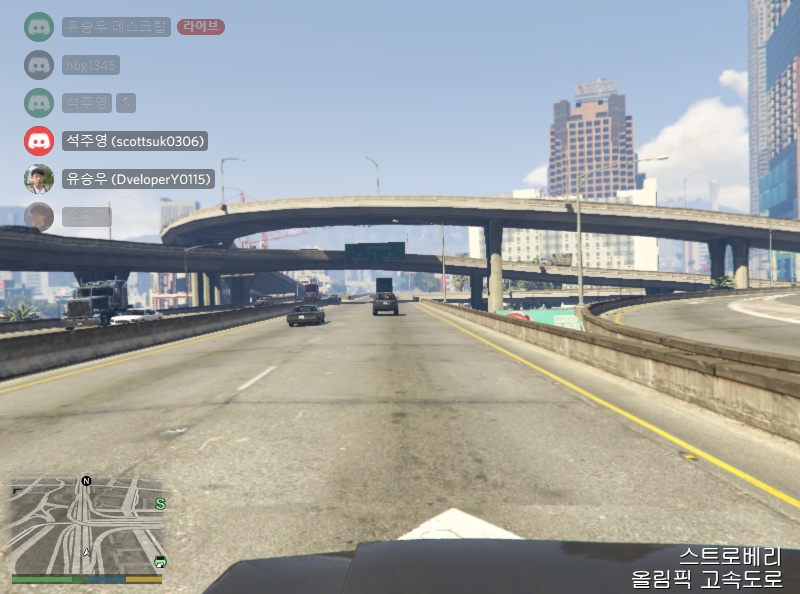 유승우 데스크탑 라이브
hbg1345
석주영
석주영 (scottsuk0306)
유승우 (DveloperY0115)
N
S
스트로베리
올림픽 고속도로